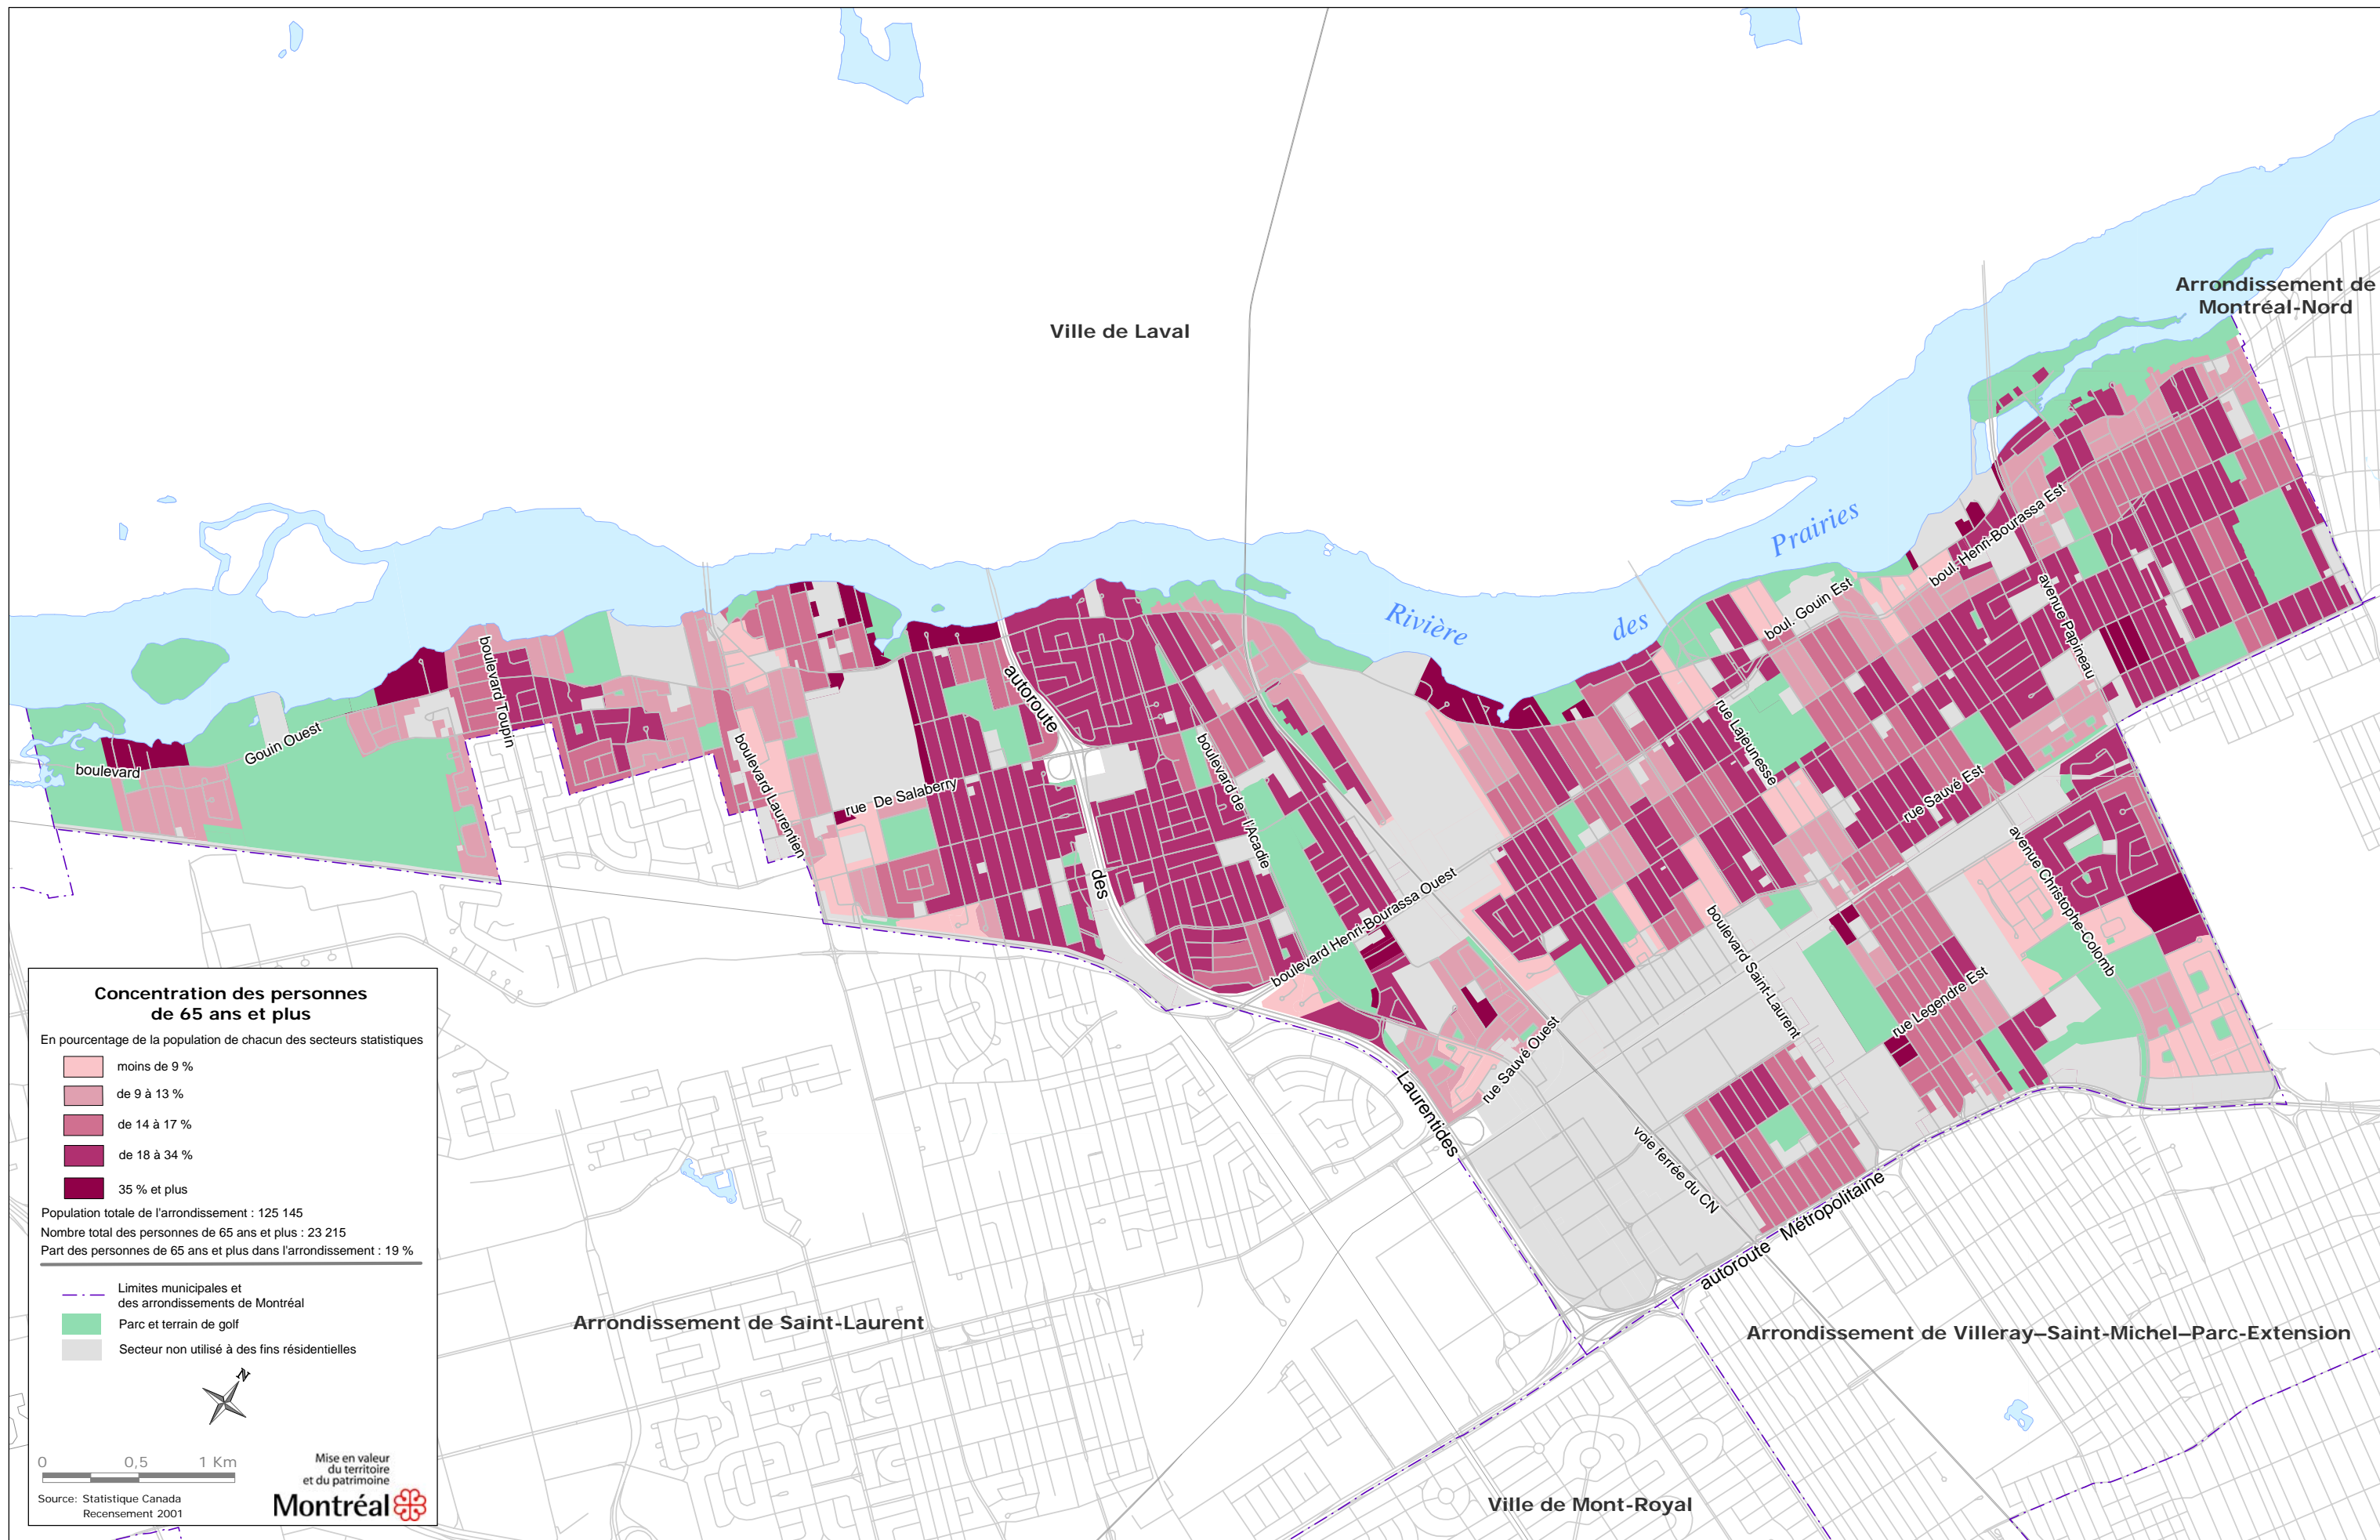 Arrondissement de
Montréal-Nord
Ville de Laval
Rivière
des
Prairies
boul. Gouin Est
boul. Henri-Bourassa Est
avenue Papineau
boulevard Toupin
boulevard
Gouin Ouest
boulevard Laurentien
rue De Salaberry
autoroute
des
Laurentides
boulevard de l'Acadie
rue Lajeunesse
rue Sauvé Est
avenue Christophe-Colomb
boulevard Henri-Bourassa Ouest
boulevard Saint-Laurent
rue Legendre Est
rue Sauvé Ouest
voie ferrée du CN
autoroute Métropolitaine
Arrondissement de Saint-Laurent
Arrondissement de Villeray–Saint-Michel–Parc-Extension
Ville de Mont-Royal
Concentration des personnes
de 65 ans et plus
En pourcentage de la population de chacun des secteurs statistiques
moins de 9 %
de 9 à 13 %
de 14 à 17 %
de 18 à 34 %
35 % et plus
Population totale de l'arrondissement : 125 145
Nombre total des personnes de 65 ans et plus : 23 215
Part des personnes de 65 ans et plus dans l'arrondissement : 19 %
Limites municipales et
des arrondissements de Montréal
Parc et terrain de golf
Secteur non utilisé à des fins résidentielles
N
0 0,5 1 Km
Source: Statistique Canada
Recensement 2001
Mise en valeur
du territoire
et du patrimoine
Montréal